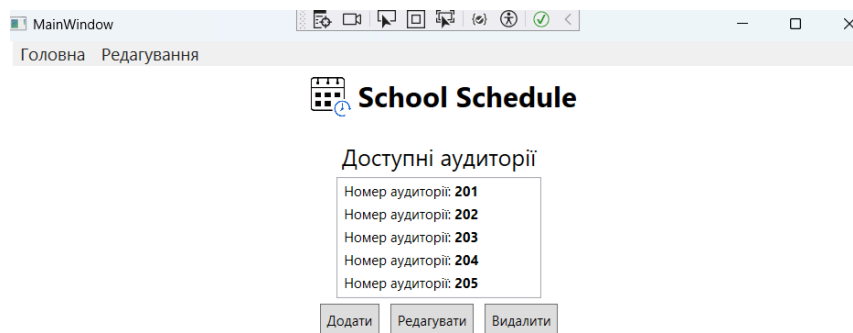 MainWindow
Головна Редагування
School Schedule
Доступні аудиторії
Номер аудиторії: 201
Номер аудиторії: 202
Номер аудиторії: 203
Номер аудиторії: 204
Номер аудиторії: 205
Додати Редагувати Видалити